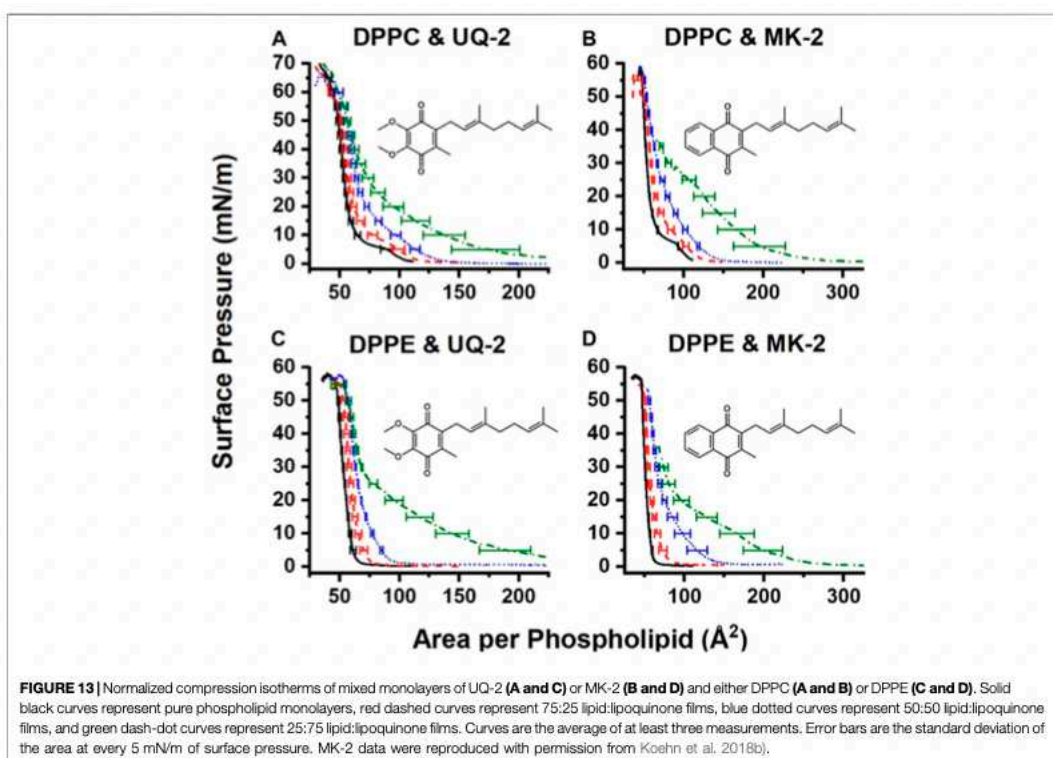 A
DPPC & UQ-2
B
DPPC & MK-2
70
60
50
40
30
20
10
0
50
100
150
200
O
O
O
O
60
50
40
30
20
10
0
100
200
300
O
O
C
DPPE & UQ-2
D
DPPE & MK-2
60
50
40
30
20
10
0
50
100
150
200
O
O
O
O
60
50
40
30
20
10
0
50
100
200
300
O
O
Surface Pressure (mN/m)
Area per Phospholipid (Å²)
FIGURE 13 | Normalized compression isotherms of mixed monolayers of UQ-2 (A and C) or MK-2 (B and D) and either DPPC (A and B) or DPPE (C and D). Solid
black curves represent pure phospholipid monolayers, red dashed curves represent 75:25 lipid:lipoquinone films, blue dotted curves represent 50:50 lipid:lipoquinone
films, and green dash-dot curves represent 25:75 lipid:lipoquinone films. Curves are the average of at least three measurements. Error bars are the standard deviation of
the area at every 5 mN/m of surface pressure. MK-2 data were reproduced with permission from Koehn et al. 2018b).